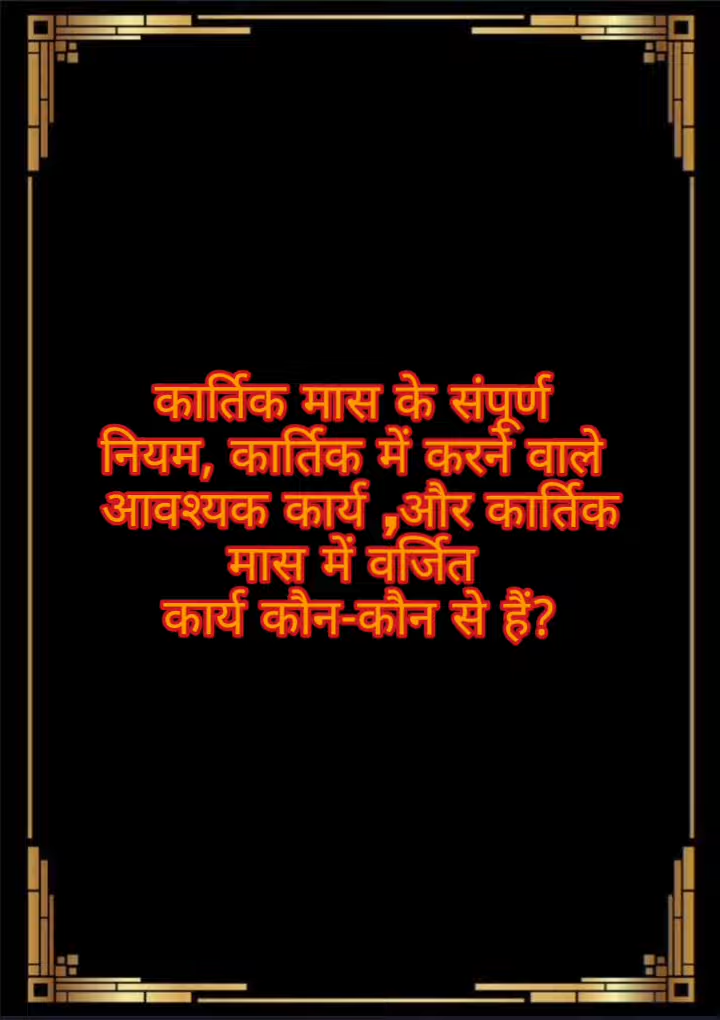 कार्तिक मास के संपूर्ण
नियम, कार्तिक में करने वाले
आवश्यक कार्य ,और कार्तिक
मास में वर्जित
कार्य कौन-कौन से हैं?